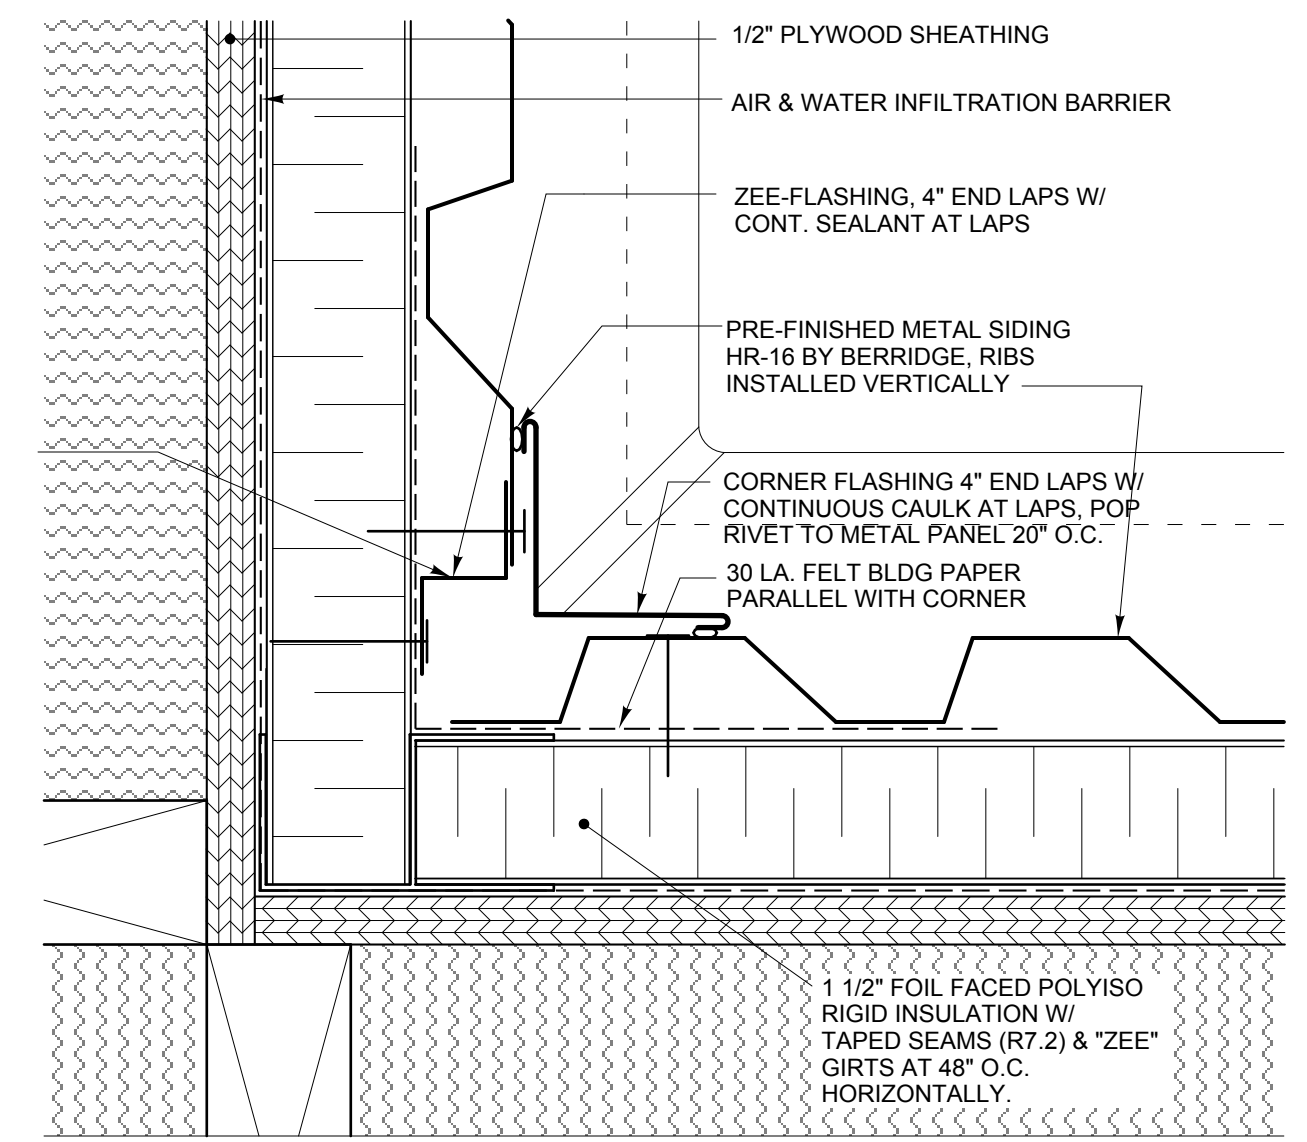 1/2" PLYWOOD SHEATHING
AIR & WATER INFILTRATION BARRIER
ZEE-FLASHING, 4" END LAPS W/
CONT. SEALANT AT LAPS
PRE-FINISHED METAL SIDING
HR-16 BY BERRIDGE, RIBS
INSTALLED VERTICALLY
CORNER FLASHING 4" END LAPS W/
CONTINUOUS CAULK AT LAPS, POP
RIVET TO METAL PANEL 20" O.C.
30 LA. FELT BLDG PAPER
PARALLEL WITH CORNER
1 1/2" FOIL FACED POLYISO
RIGID INSULATION W/
TAPED SEAMS (R7.2) & "ZEE"
GIRTS AT 48" O.C.
HORIZONTALLY.